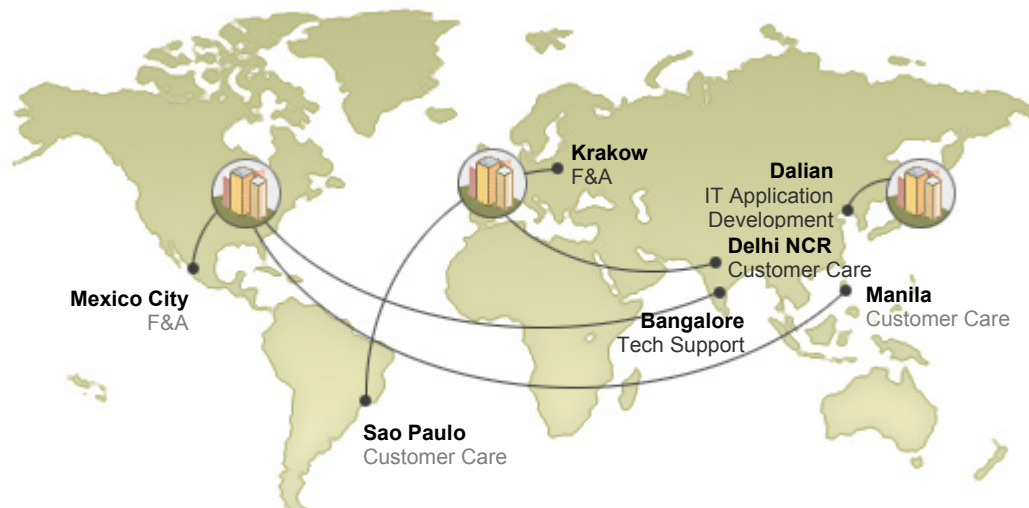 Krakow
F&A
Dalian
IT Application
Development
Delhi NCR
Customer Care
Mexico City
F&A
Manila
Customer Care
Bangalore
Tech Support
Sao Paulo
Customer Care